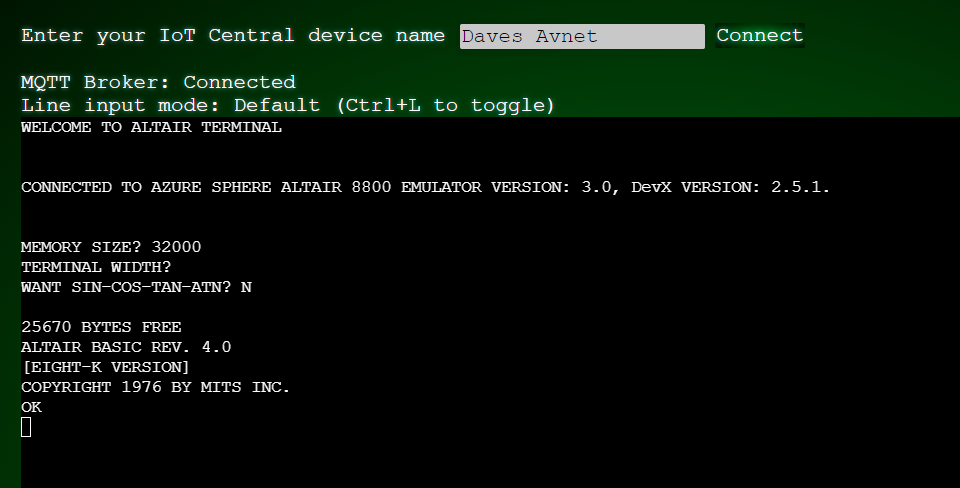 Enter your IoT Central device name Daves Avnet Connect
MQTT Broker: Connected
Line input mode: Default (Ctrl+L to toggle)
WELCOME TO ALTAIR TERMINAL
CONNECTED TO AZURE SPHERE ALTAIR 8800 EMULATOR VERSION: 3.0, DevX VERSION: 2.5.1.
MEMORY SIZE? 32000
TERMINAL WIDTH?
WANT SIN-COS-TAN-ATN? N
25670 BYTES FREE
ALTAIR BASIC REV. 4.0
[EIGHT-K VERSION]
COPYRIGHT 1976 BY MITS INC.
OK